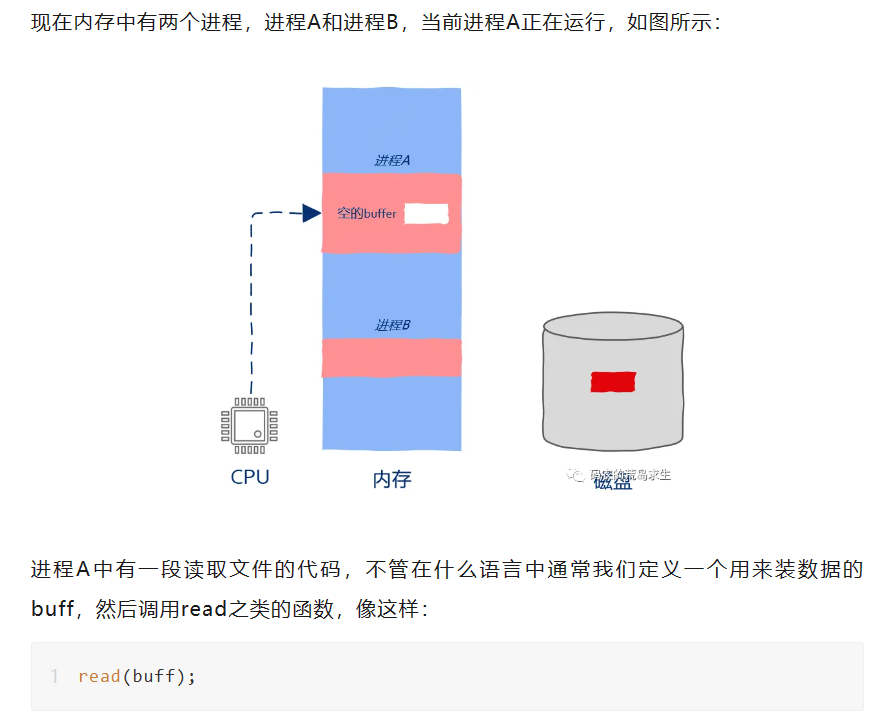 现在内存中有两个进程，进程A和进程B，当前进程A正在运行，如图所示：
进程A
空的buffer
进程B
CPU
内存
码农的荒岛求生
磁盘
进程A中有一段读取文件的代码，不管在什么语言中通常我们定义一个用来装数据的
buff，然后调用read之类的函数，像这样：
1 read(buff);